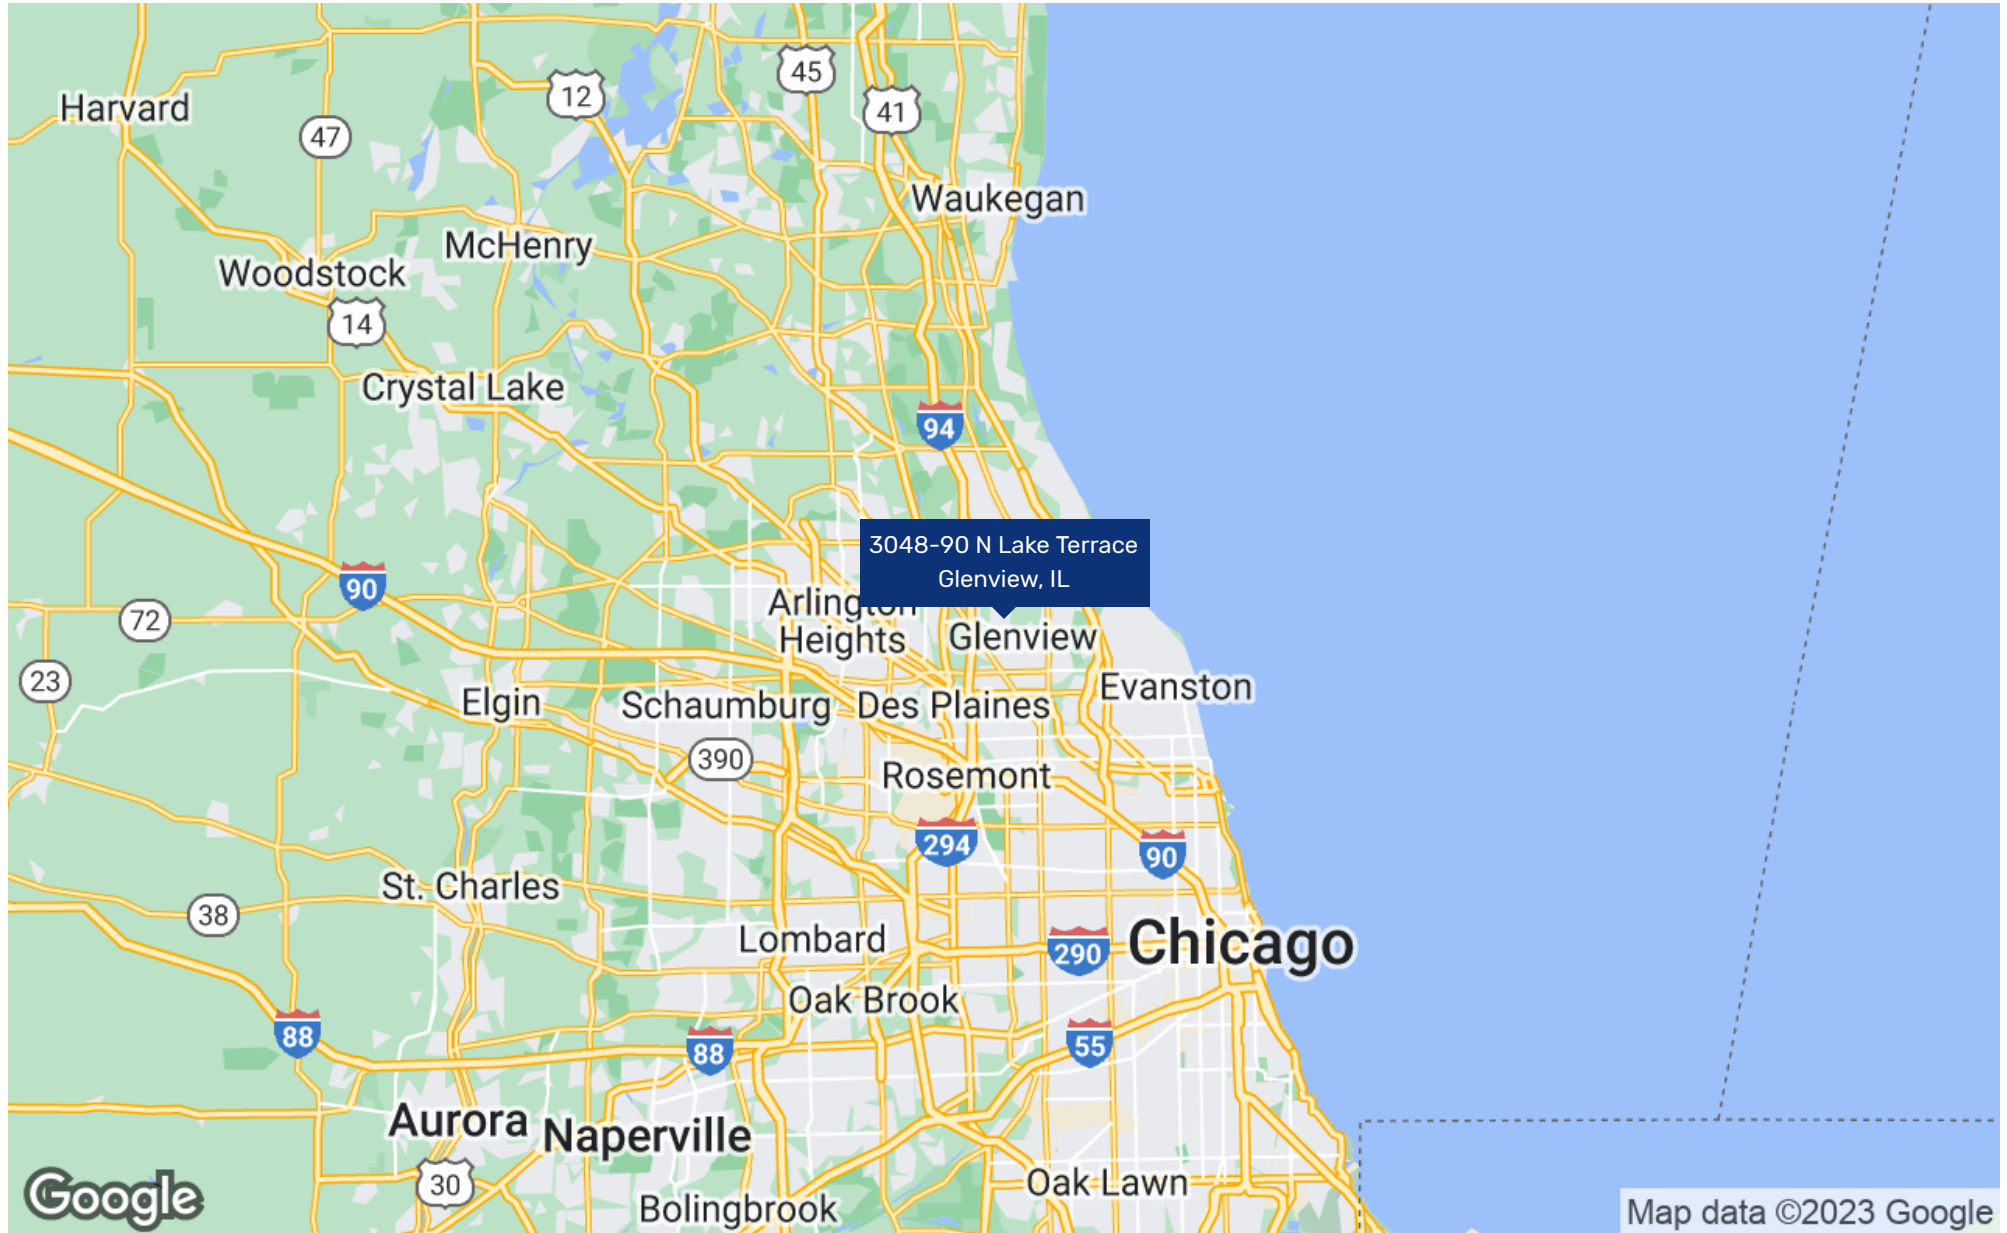 45
12
41
Harvard
47
Waukegan
McHenry
Woodstock
14
Crystal Lake
94
3048-90 N Lake Terrace
Glenview, IL
90
Arlington
Heights
72
Glenview
23
Evanston
Elgin
Schaumburg
Des Plaines
390
Rosemont
294
90
St. Charles
38
Lombard
290
Chicago
Oak Brook
88
88
55
Aurora
Naperville
30
Oak Lawn
Google
Bolingbrook
Map data ©2023 Google